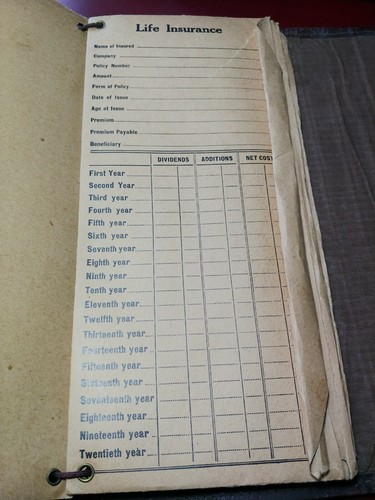 Life Insurance
Name of Insured
Company
Policy Number
Amount
Form of Policy
Date of Issue
Age of Issue
Premium
Premium Payable
Beneficiary
DIVIDENDS ADDITIONS NET COST
First Year
Second Year
Third year
Fourth year
Fifth year
Sixth year
Seventh year
Eighth year
Ninth year
Tenth year
Eleventh year
Twelfth year
Thirteenth year
Fourteenth year
Fifteenth year
Sixteenth year
Seventeenth year
Eighteenth year
Nineteenth year
Twentieth year